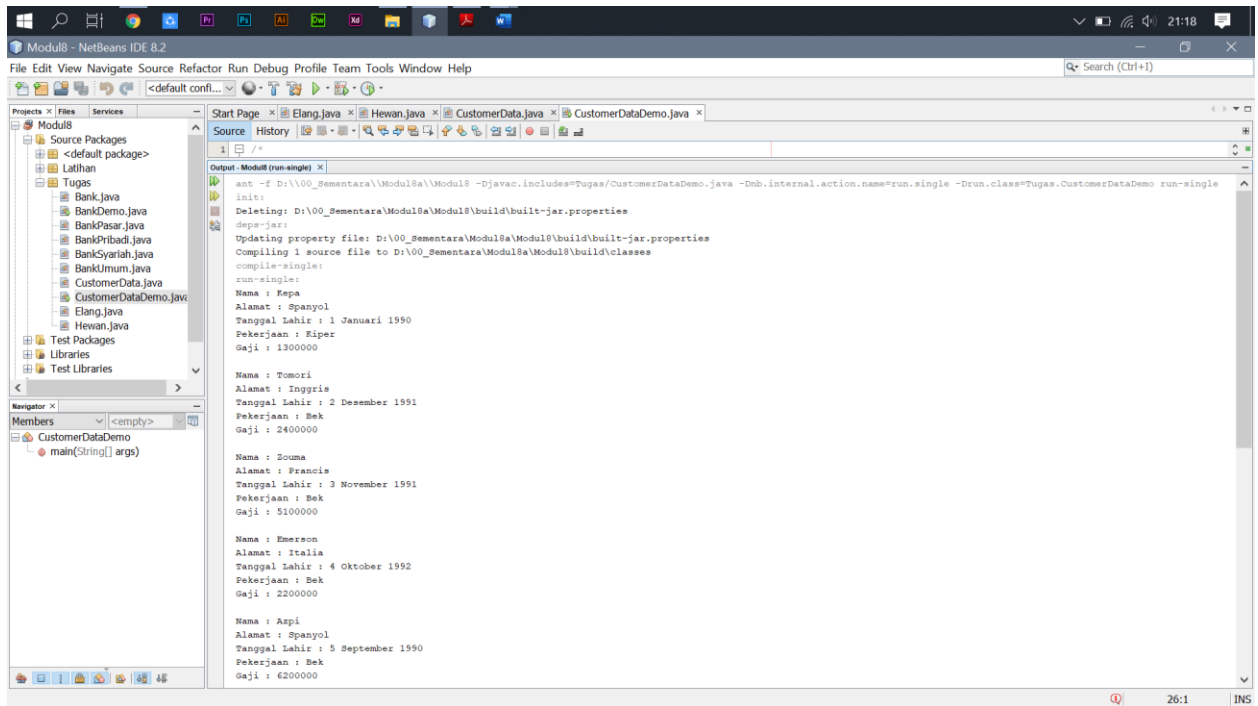 Pr Ps Ai Dw Xd
21:18
Modul8 - NetBeans IDE 8.2
File Edit View Navigate Source Refactor Run Debug Profile Team Tools Window Help
Search (Ctrl+I)
<default confi...
Projects Files Services
Start Page Elang.java Hewan.java CustomerData.java CustomerDataDemo.java
Source History
1 /*
Modul8
Source Packages
<default package>
Latihan
Tugas
Bank.java
BankDemo.java
BankPasar.java
BankPribadi.java
BankSyariah.java
BankUmum.java
CustomerData.java
CustomerDataDemo.java
Elang.java
Hewan.java
Test Packages
Libraries
Test Libraries
Navigator
Members <empty>
CustomerDataDemo
main(String[] args)
Output - Modul8 (run-single)
ant -f D:\\00_Sementara\\Modul8a\\Modul8 -Djavac.includes=Tugas/CustomerDataDemo.java -Dnb.internal.action.name=run.single -Drun.class=Tugas.CustomerDataDemo run-single
init:
Deleting: D:\00_Sementara\Modul8a\Modul8\build\built-jar.properties
deps-jar:
Updating property file: D:\00_Sementara\Modul8a\Modul8\build\built-jar.properties
Compiling 1 source file to D:\00_Sementara\Modul8a\Modul8\build\classes
compile-single:
run-single:
Nama : Kepa
Alamat : Spanyol
Tanggal Lahir : 1 Januari 1990
Pekerjaan : Kiper
Gaji : 1300000
Nama : Tomori
Alamat : Inggris
Tanggal Lahir : 2 Desember 1991
Pekerjaan : Bek
Gaji : 2400000
Nama : Zouma
Alamat : Prancis
Tanggal Lahir : 3 November 1991
Pekerjaan : Bek
Gaji : 5100000
Nama : Emerson
Alamat : Italia
Tanggal Lahir : 4 Oktober 1992
Pekerjaan : Bek
Gaji : 2200000
Nama : Azpi
Alamat : Spanyol
Tanggal Lahir : 5 September 1990
Pekerjaan : Bek
Gaji : 6200000
26:1 INS